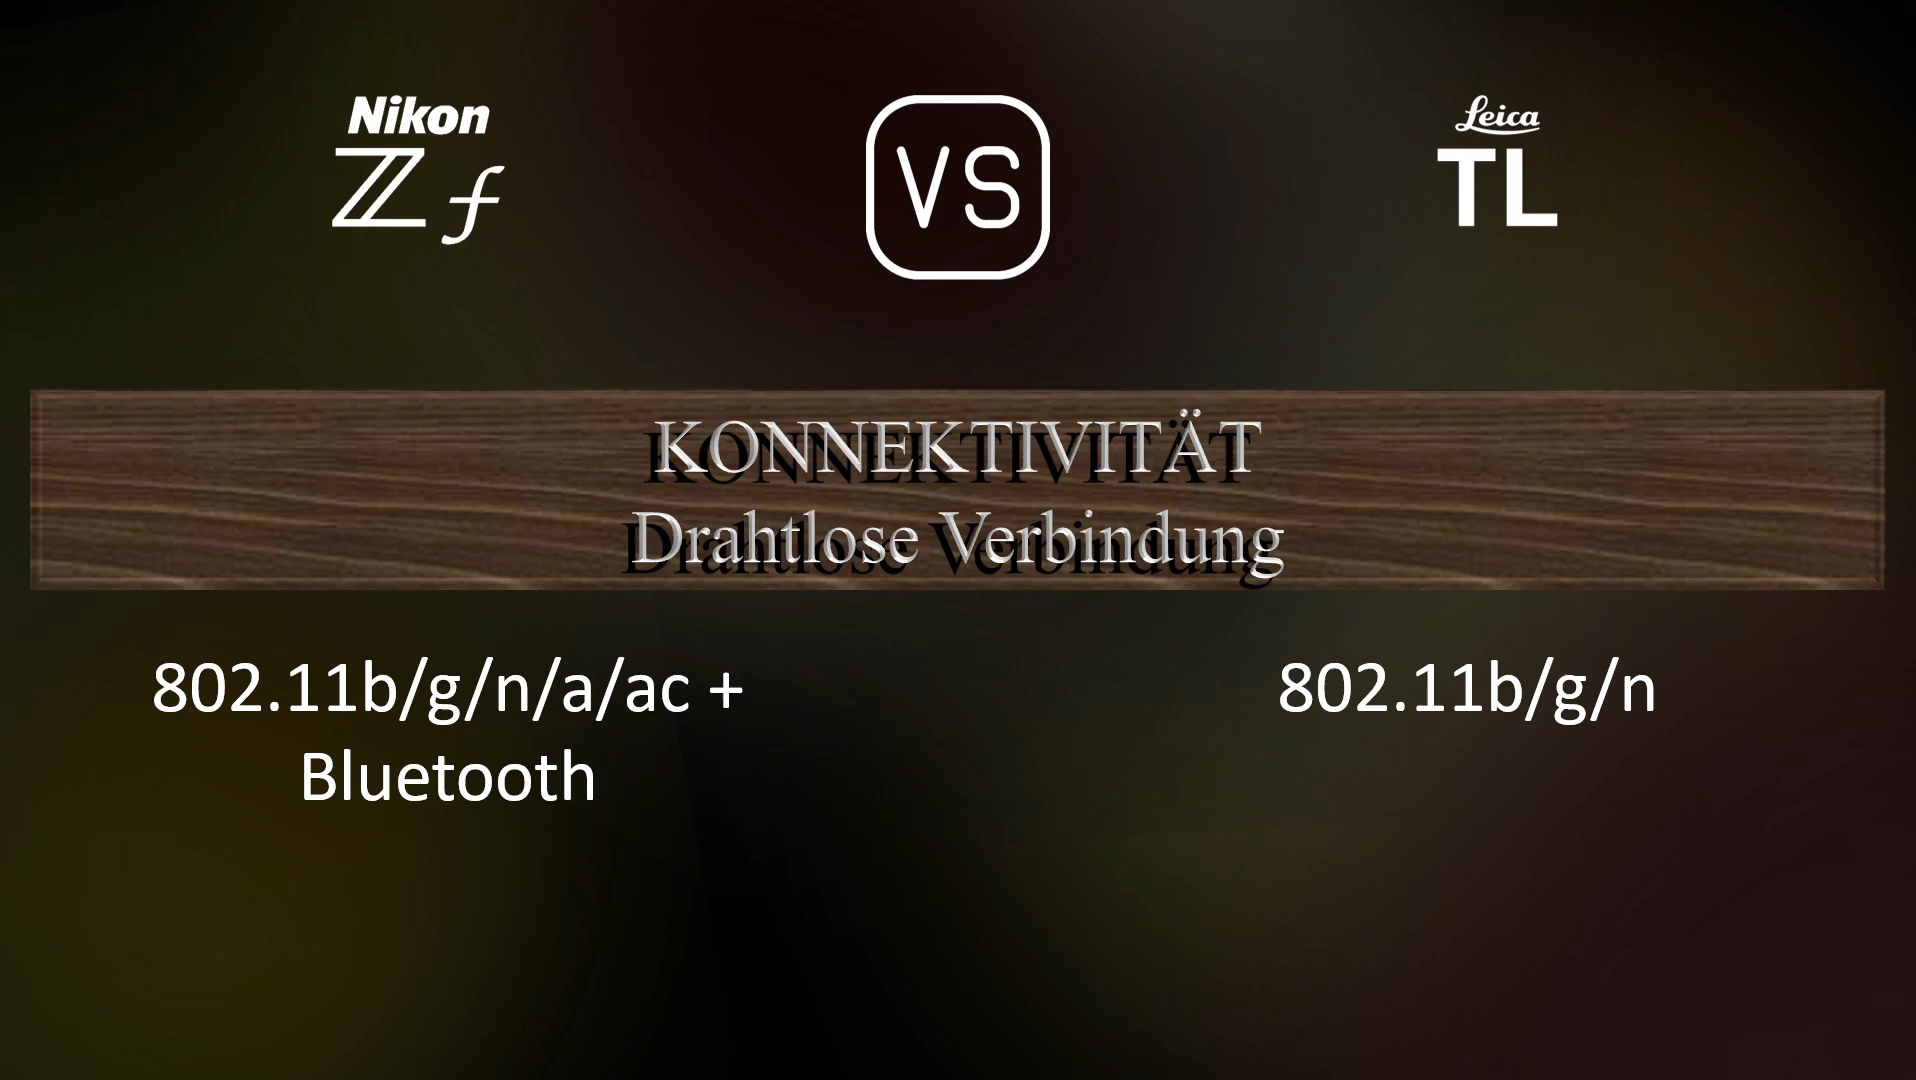 Nikon
Z f
VS
Leica
TL
KONNEKTIVITÄT
Drahtlose Verbindung
802.11b/g/n/a/ac +
Bluetooth
802.11b/g/n